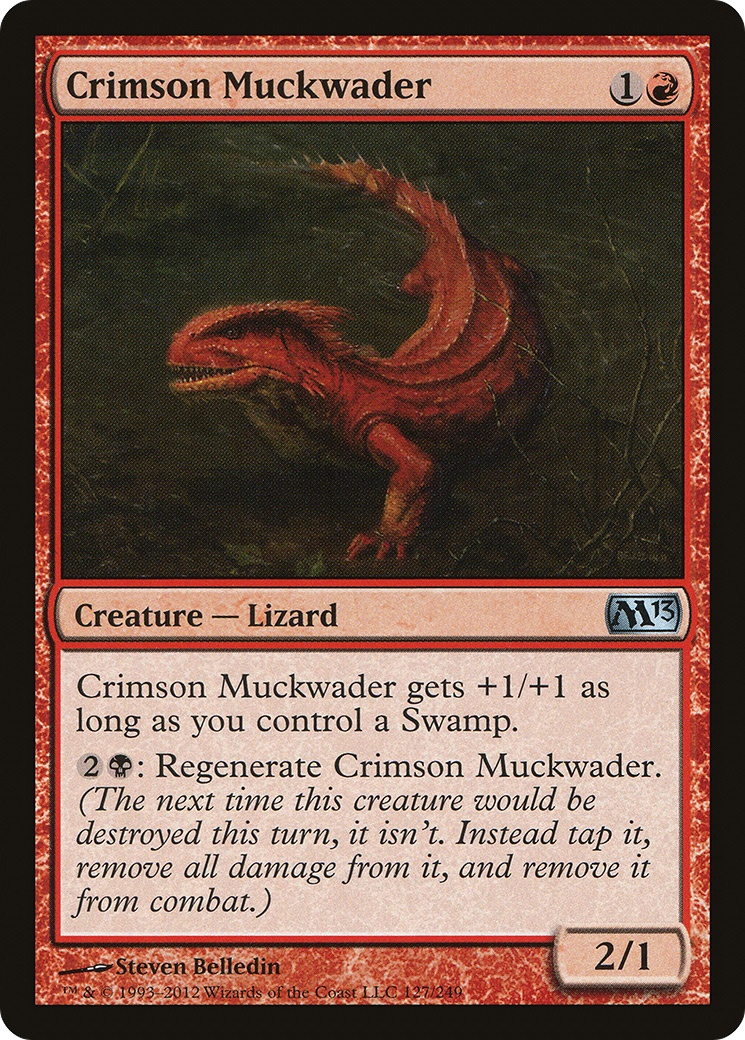 Crimson Muckwader 1
Creature — Lizard M13
Crimson Muckwader gets +1/+1 as
long as you control a Swamp.
2: Regenerate Crimson Muckwader.
(The next time this creature would be
destroyed this turn, it isn't. Instead tap it,
remove all damage from it, and remove it
from combat.)
2/1
Steven Belledin
™ & © 1993–2012 Wizards of the Coast LLC 127/249